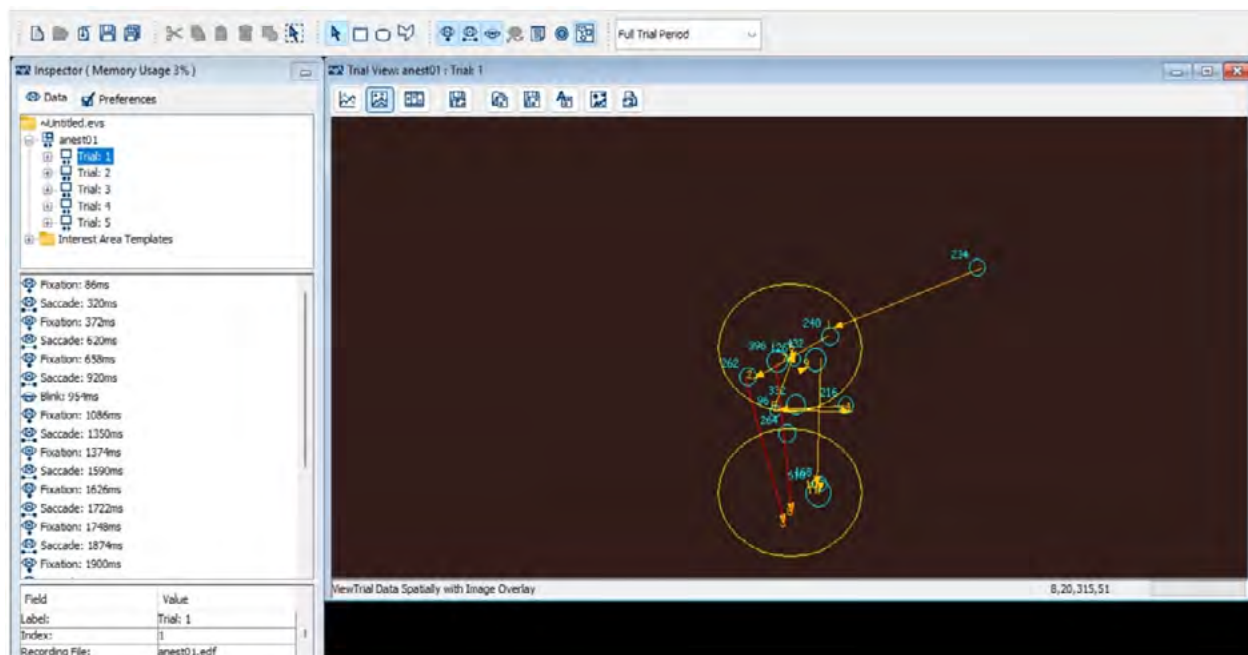 Full Trial Period
Inspector ( Memory Usage 3% )
Data Preferences
*Untitled.evs
anest01
Trial: 1
Trial: 2
Trial: 3
Trial: 4
Trial: 5
Interest Area Templates
Fixation: 86ms
Saccade: 320ms
Fixation: 372ms
Saccade: 620ms
Fixation: 658ms
Saccade: 920ms
Blink: 954ms
Fixation: 1086ms
Saccade: 1350ms
Fixation: 1374ms
Saccade: 1590ms
Fixation: 1626ms
Saccade: 1722ms
Fixation: 1748ms
Saccade: 1874ms
Fixation: 1900ms
Field Value
Label: Trial: 1
Index: 1
Recording File: anest01.edf
Trial View: anest01 : Trial: 1
234
240
396
262
332
96
216
264
ViewTrial Data Spatially with Image Overlay
8,20,315,51